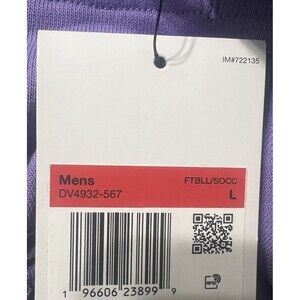 IM#722135
Mens FTBLL/SOCC
DV4932-567 L
1 96606 23899 9